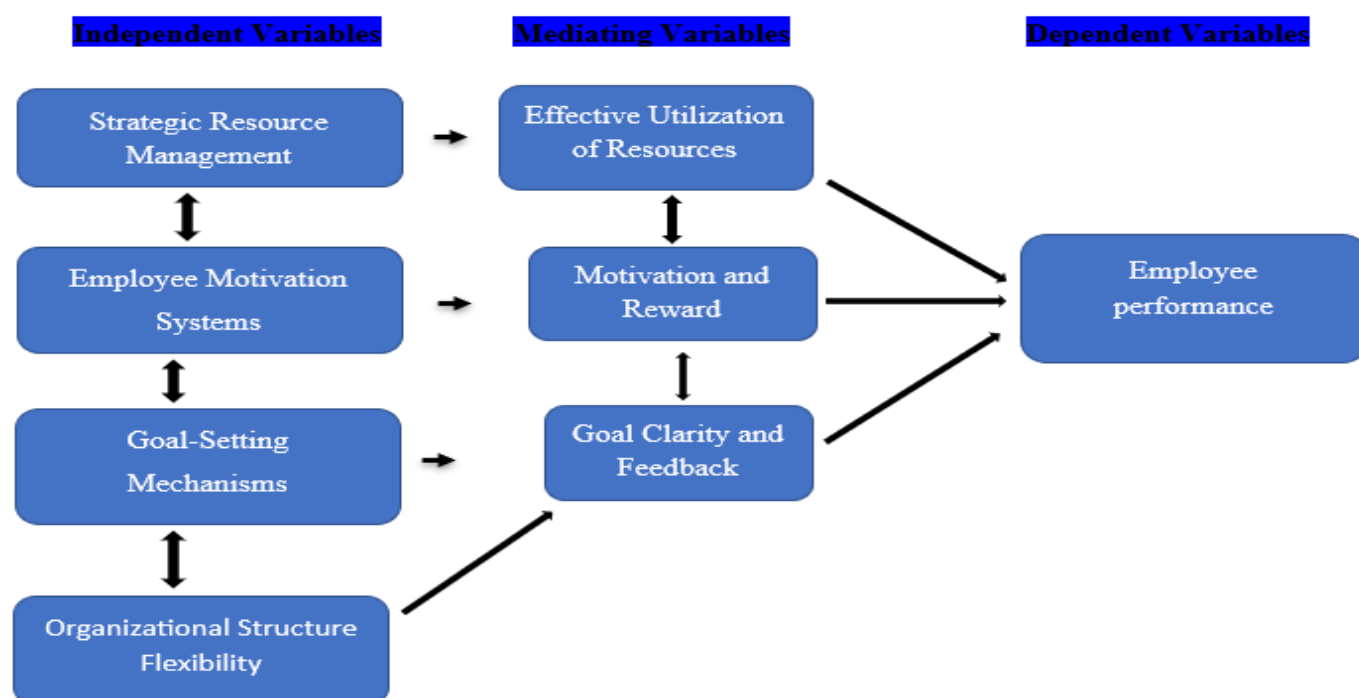 Independent Variables
Mediating Variables
Dependent Variables
Strategic Resource
Management
Effective Utilization
of Resources
Employee Motivation
Systems
Motivation and
Reward
Employee
performance
Goal-Setting
Mechanisms
Goal Clarity and
Feedback
Organizational Structure
Flexibility